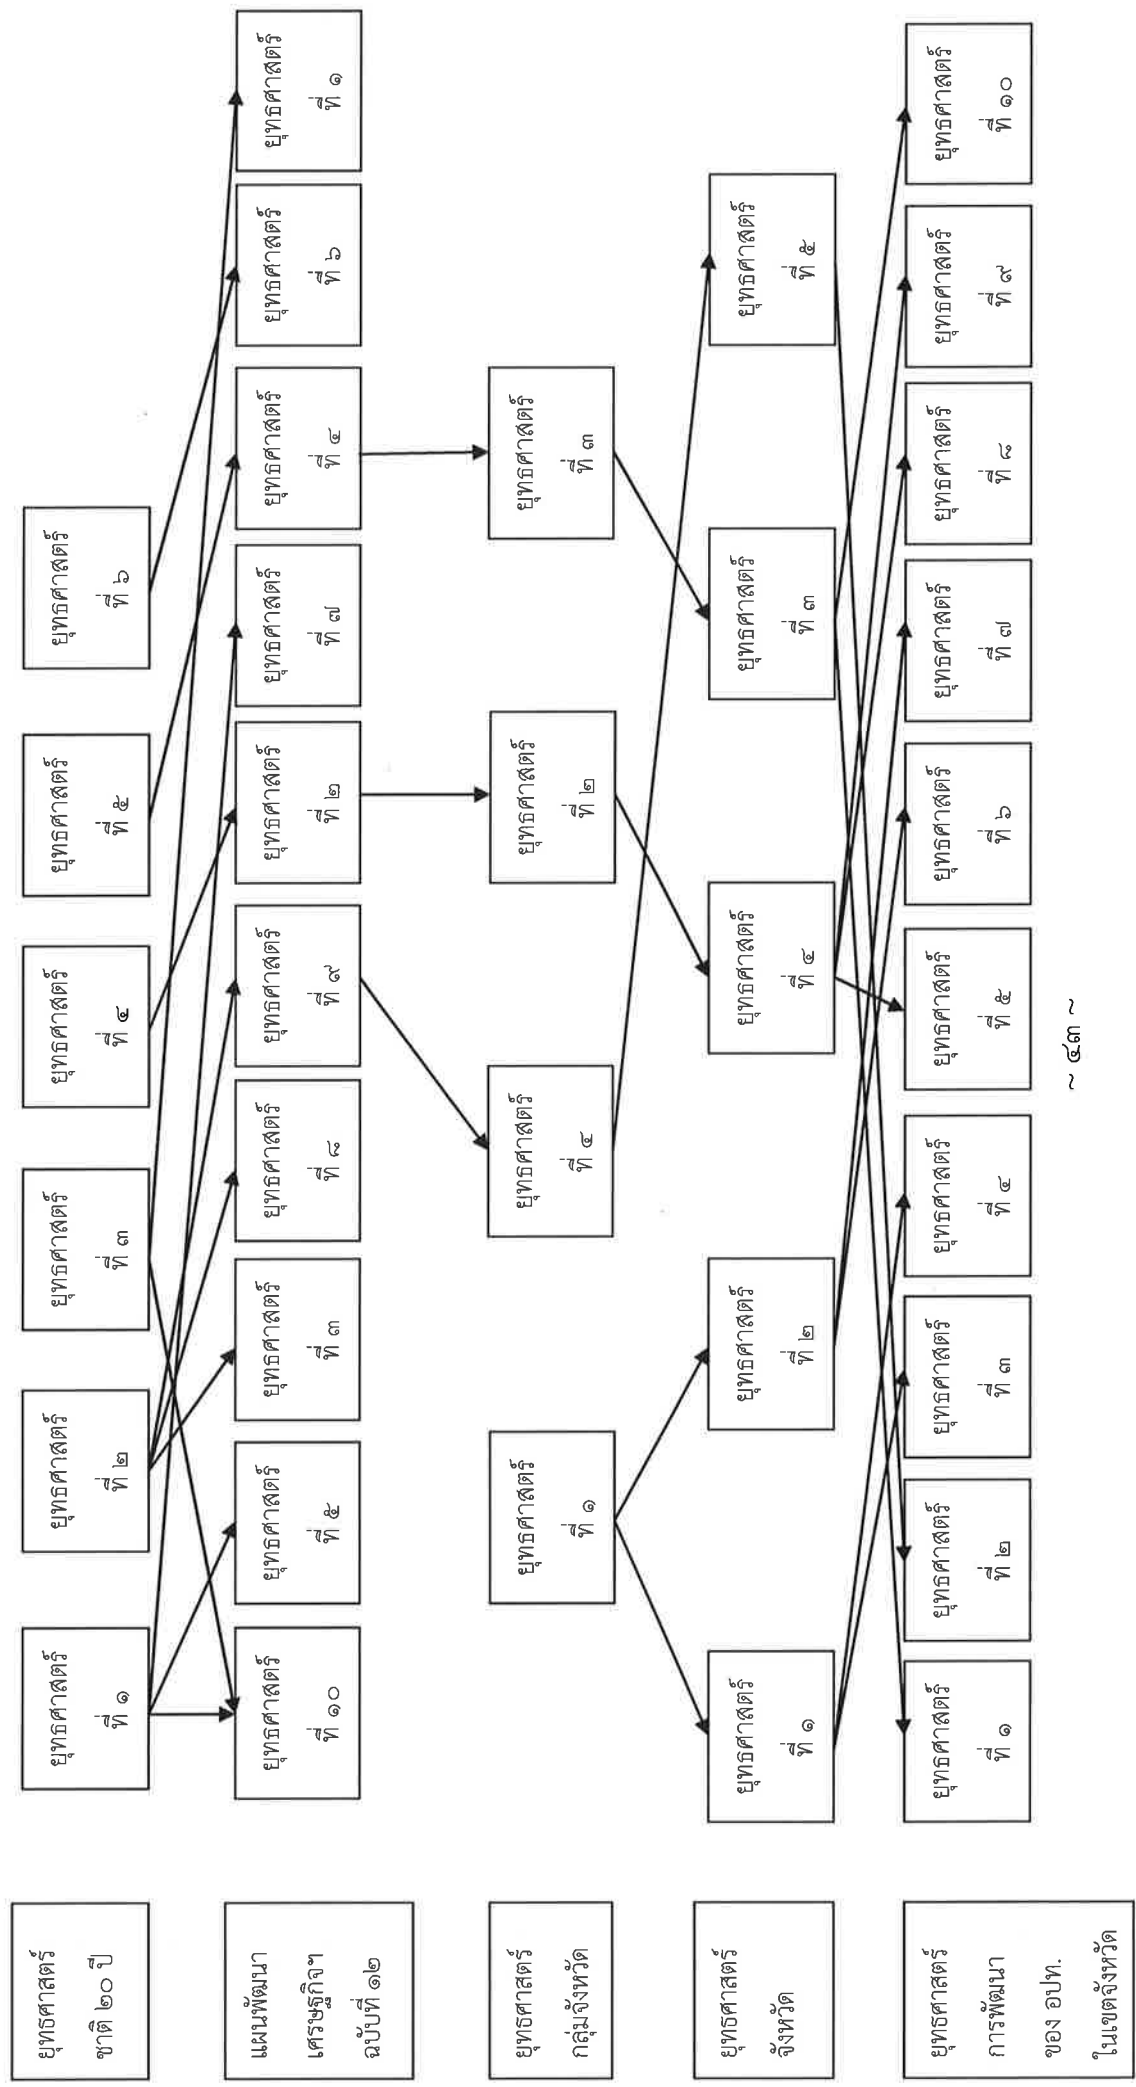 ยุทธศาสตร์
ชาติ ๒๐ ปี
ยุทธศาสตร์
ที่ ๑
ยุทธศาสตร์
ที่ ๒
ยุทธศาสตร์
ที่ ๓
ยุทธศาสตร์
ที่ ๔
ยุทธศาสตร์
ที่ ๕
ยุทธศาสตร์
ที่ ๖
แผนพัฒนา
เศรษฐกิจฯ
ฉบับที่ ๑๒
ยุทธศาสตร์
ที่ ๑๐
ยุทธศาสตร์
ที่ ๕
ยุทธศาสตร์
ที่ ๓
ยุทธศาสตร์
ที่ ๘
ยุทธศาสตร์
ที่ ๙
ยุทธศาสตร์
ที่ ๒
ยุทธศาสตร์
ที่ ๗
ยุทธศาสตร์
ที่ ๔
ยุทธศาสตร์
ที่ ๖
ยุทธศาสตร์
ที่ ๑
ยุทธศาสตร์
กลุ่มจังหวัด
ยุทธศาสตร์
ที่ ๑
ยุทธศาสตร์
ที่ ๔
ยุทธศาสตร์
ที่ ๒
ยุทธศาสตร์
ที่ ๓
ยุทธศาสตร์
จังหวัด
ยุทธศาสตร์
ที่ ๑
ยุทธศาสตร์
ที่ ๒
ยุทธศาสตร์
ที่ ๔
ยุทธศาสตร์
ที่ ๓
ยุทธศาสตร์
ที่ ๕
ยุทธศาสตร์
การพัฒนา
ของ อปท.
ในเขตจังหวัด
ยุทธศาสตร์
ที่ ๑
ยุทธศาสตร์
ที่ ๒
ยุทธศาสตร์
ที่ ๓
ยุทธศาสตร์
ที่ ๔
ยุทธศาสตร์
ที่ ๕
ยุทธศาสตร์
ที่ ๖
ยุทธศาสตร์
ที่ ๗
ยุทธศาสตร์
ที่ ๘
ยุทธศาสตร์
ที่ ๙
ยุทธศาสตร์
ที่ ๑๐
~ ๔๓ ~